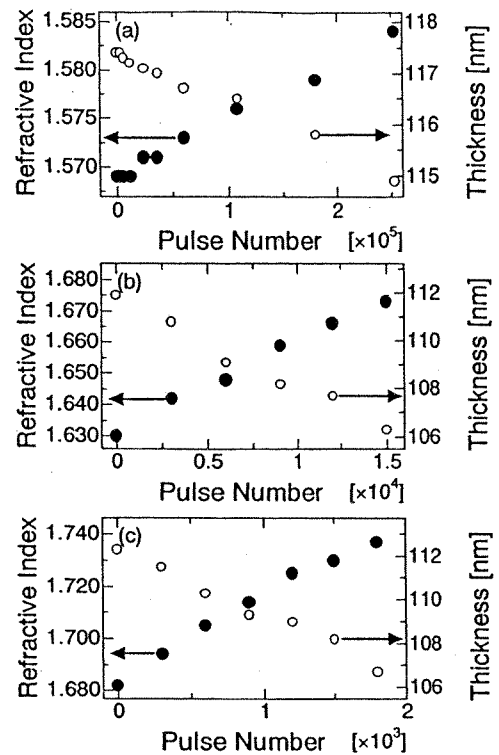 (a)
Refractive Index
1.585
1.580
1.575
1.570
118
117
116
115
Thickness [nm]
0 1 2
Pulse Number [×10⁵]
(b)
Refractive Index
1.680
1.670
1.660
1.650
1.640
1.630
112
110
108
106
Thickness [nm]
0 0.5 1.0 1.5
Pulse Number [×10⁴]
(c)
Refractive Index
1.740
1.720
1.700
1.680
112
110
108
106
Thickness [nm]
0 1 2
Pulse Number [×10³]